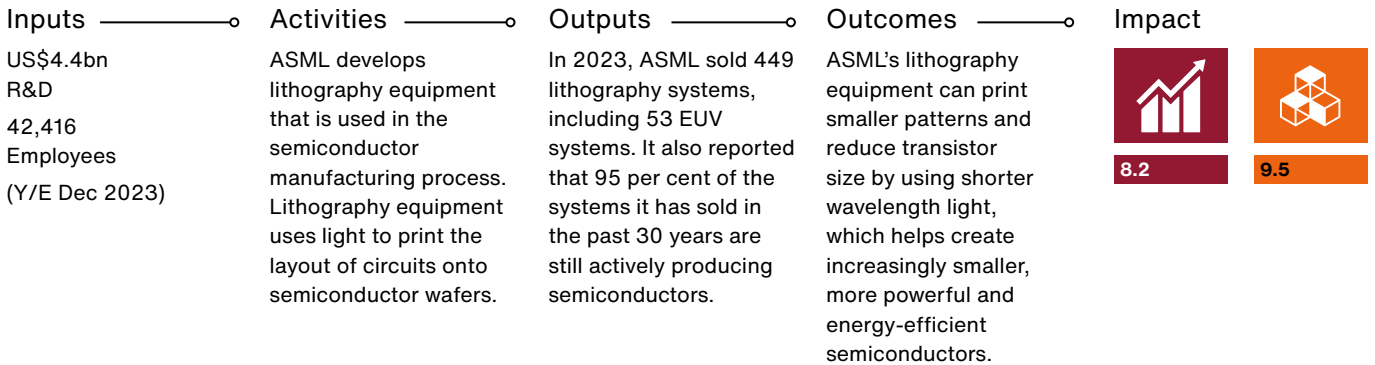 Inputs
US$4.4bn
R&D
42,416
Employees
(Y/E Dec 2023)
Activities
ASML develops
lithography equipment
that is used in the
semiconductor
manufacturing process.
Lithography equipment
uses light to print the
layout of circuits onto
semiconductor wafers.
Outputs
In 2023, ASML sold 449
lithography systems,
including 53 EUV
systems. It also reported
that 95 per cent of the
systems it has sold in
the past 30 years are
still actively producing
semiconductors.
Outcomes
ASML’s lithography
equipment can print
smaller patterns and
reduce transistor
size by using shorter
wavelength light,
which helps create
increasingly smaller,
more powerful and
energy-efficient
semiconductors.
Impact
8.2
9.5